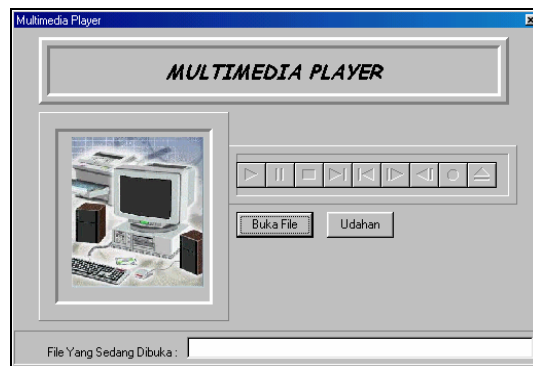 Multimedia Player
MULTIMEDIA PLAYER
Buka File
Udahan
File Yang Sedang Dibuka :